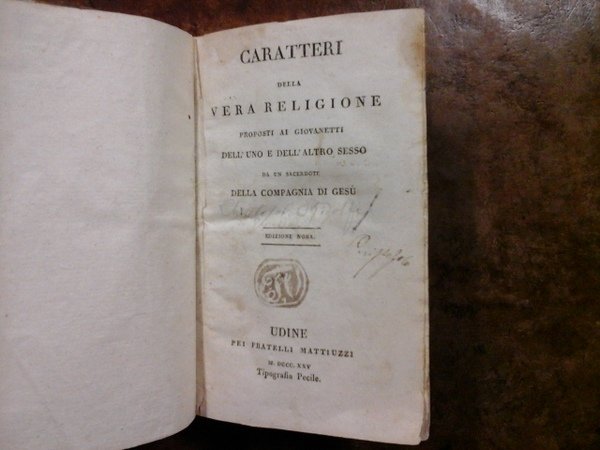 CARATTERI
DELLA
VERA RELIGIONE
PROPOSTI AI GIOVANETTI
DELL'UNO E DELL'ALTRO SESSO
DA UN SACERDOTE
DELLA COMPAGNIA DI GESÙ
EDIZIONE NONA.
UDINE
PEI FRATELLI MATTIUZZI
M. DCCC. XXV
Tipografia Pecile.